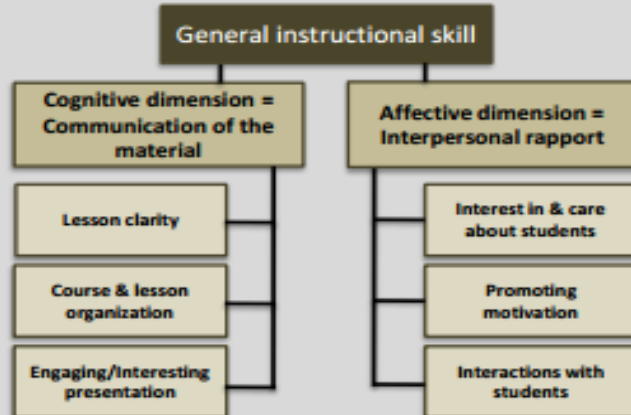 General instructional skill
Cognitive dimension =
Communication of the
material
Affective dimension =
Interpersonal rapport
Lesson clarity
Interest in & care
about students
Course & lesson
organization
Promoting
motivation
Engaging/Interesting
presentation
Interactions with
students